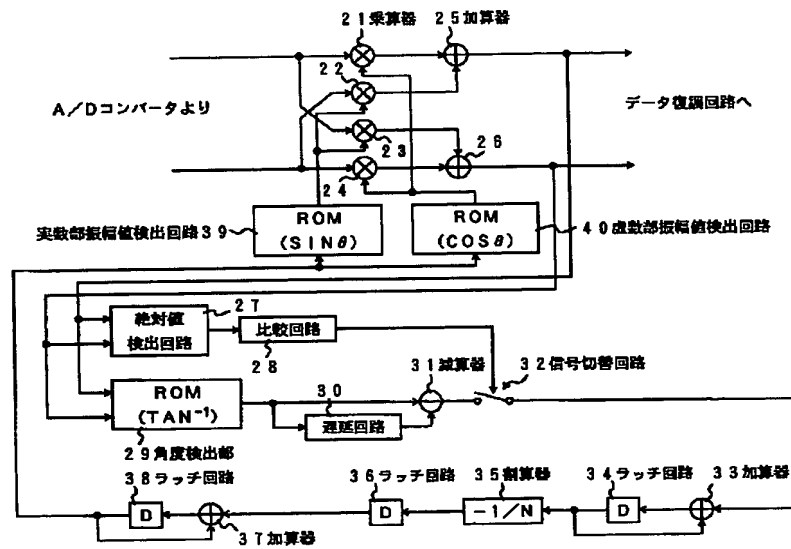 21乗算器
25加算器
22
A/Dコンバータより
データ復調回路へ
23
26
24
実数部振幅値検出回路39
ROM
(SINθ)
ROM
(COSθ)
40虚数部振幅値検出回路
27
絶対値
検出回路
比較回路
28
31減算器
32信号切替回路
ROM
(TAN⁻¹)
30
遅延回路
29角度検出部
38ラッチ回路
36ラッチ回路
35割算器
34ラッチ回路
33加算器
D
D
-1/N
D
37加算器